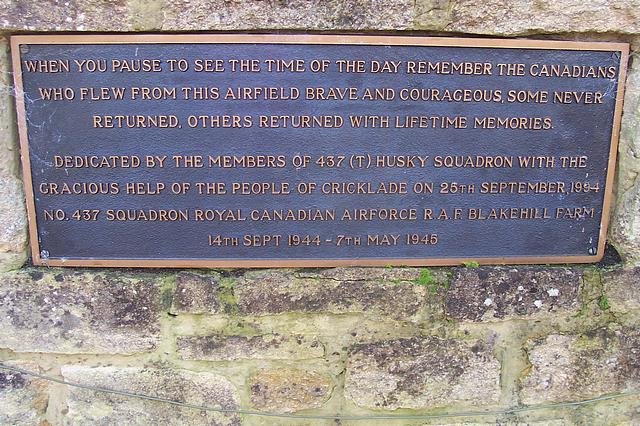 WHEN YOU PAUSE TO SEE THE TIME OF THE DAY REMEMBER THE CANADIANS
WHO FLEW FROM THIS AIRFIELD BRAVE AND COURAGEOUS, SOME NEVER
RETURNED, OTHERS RETURNED WITH LIFETIME MEMORIES.
DEDICATED BY THE MEMBERS OF 437 (T) HUSKY SQUADRON WITH THE
GRACIOUS HELP OF THE PEOPLE OF CRICKLADE ON 25TH SEPTEMBER, 1994
NO. 437 SQUADRON ROYAL CANADIAN AIRFORCE R.A.F BLAKEHILL FARM
14TH SEPT 1944 - 7TH MAY 1945